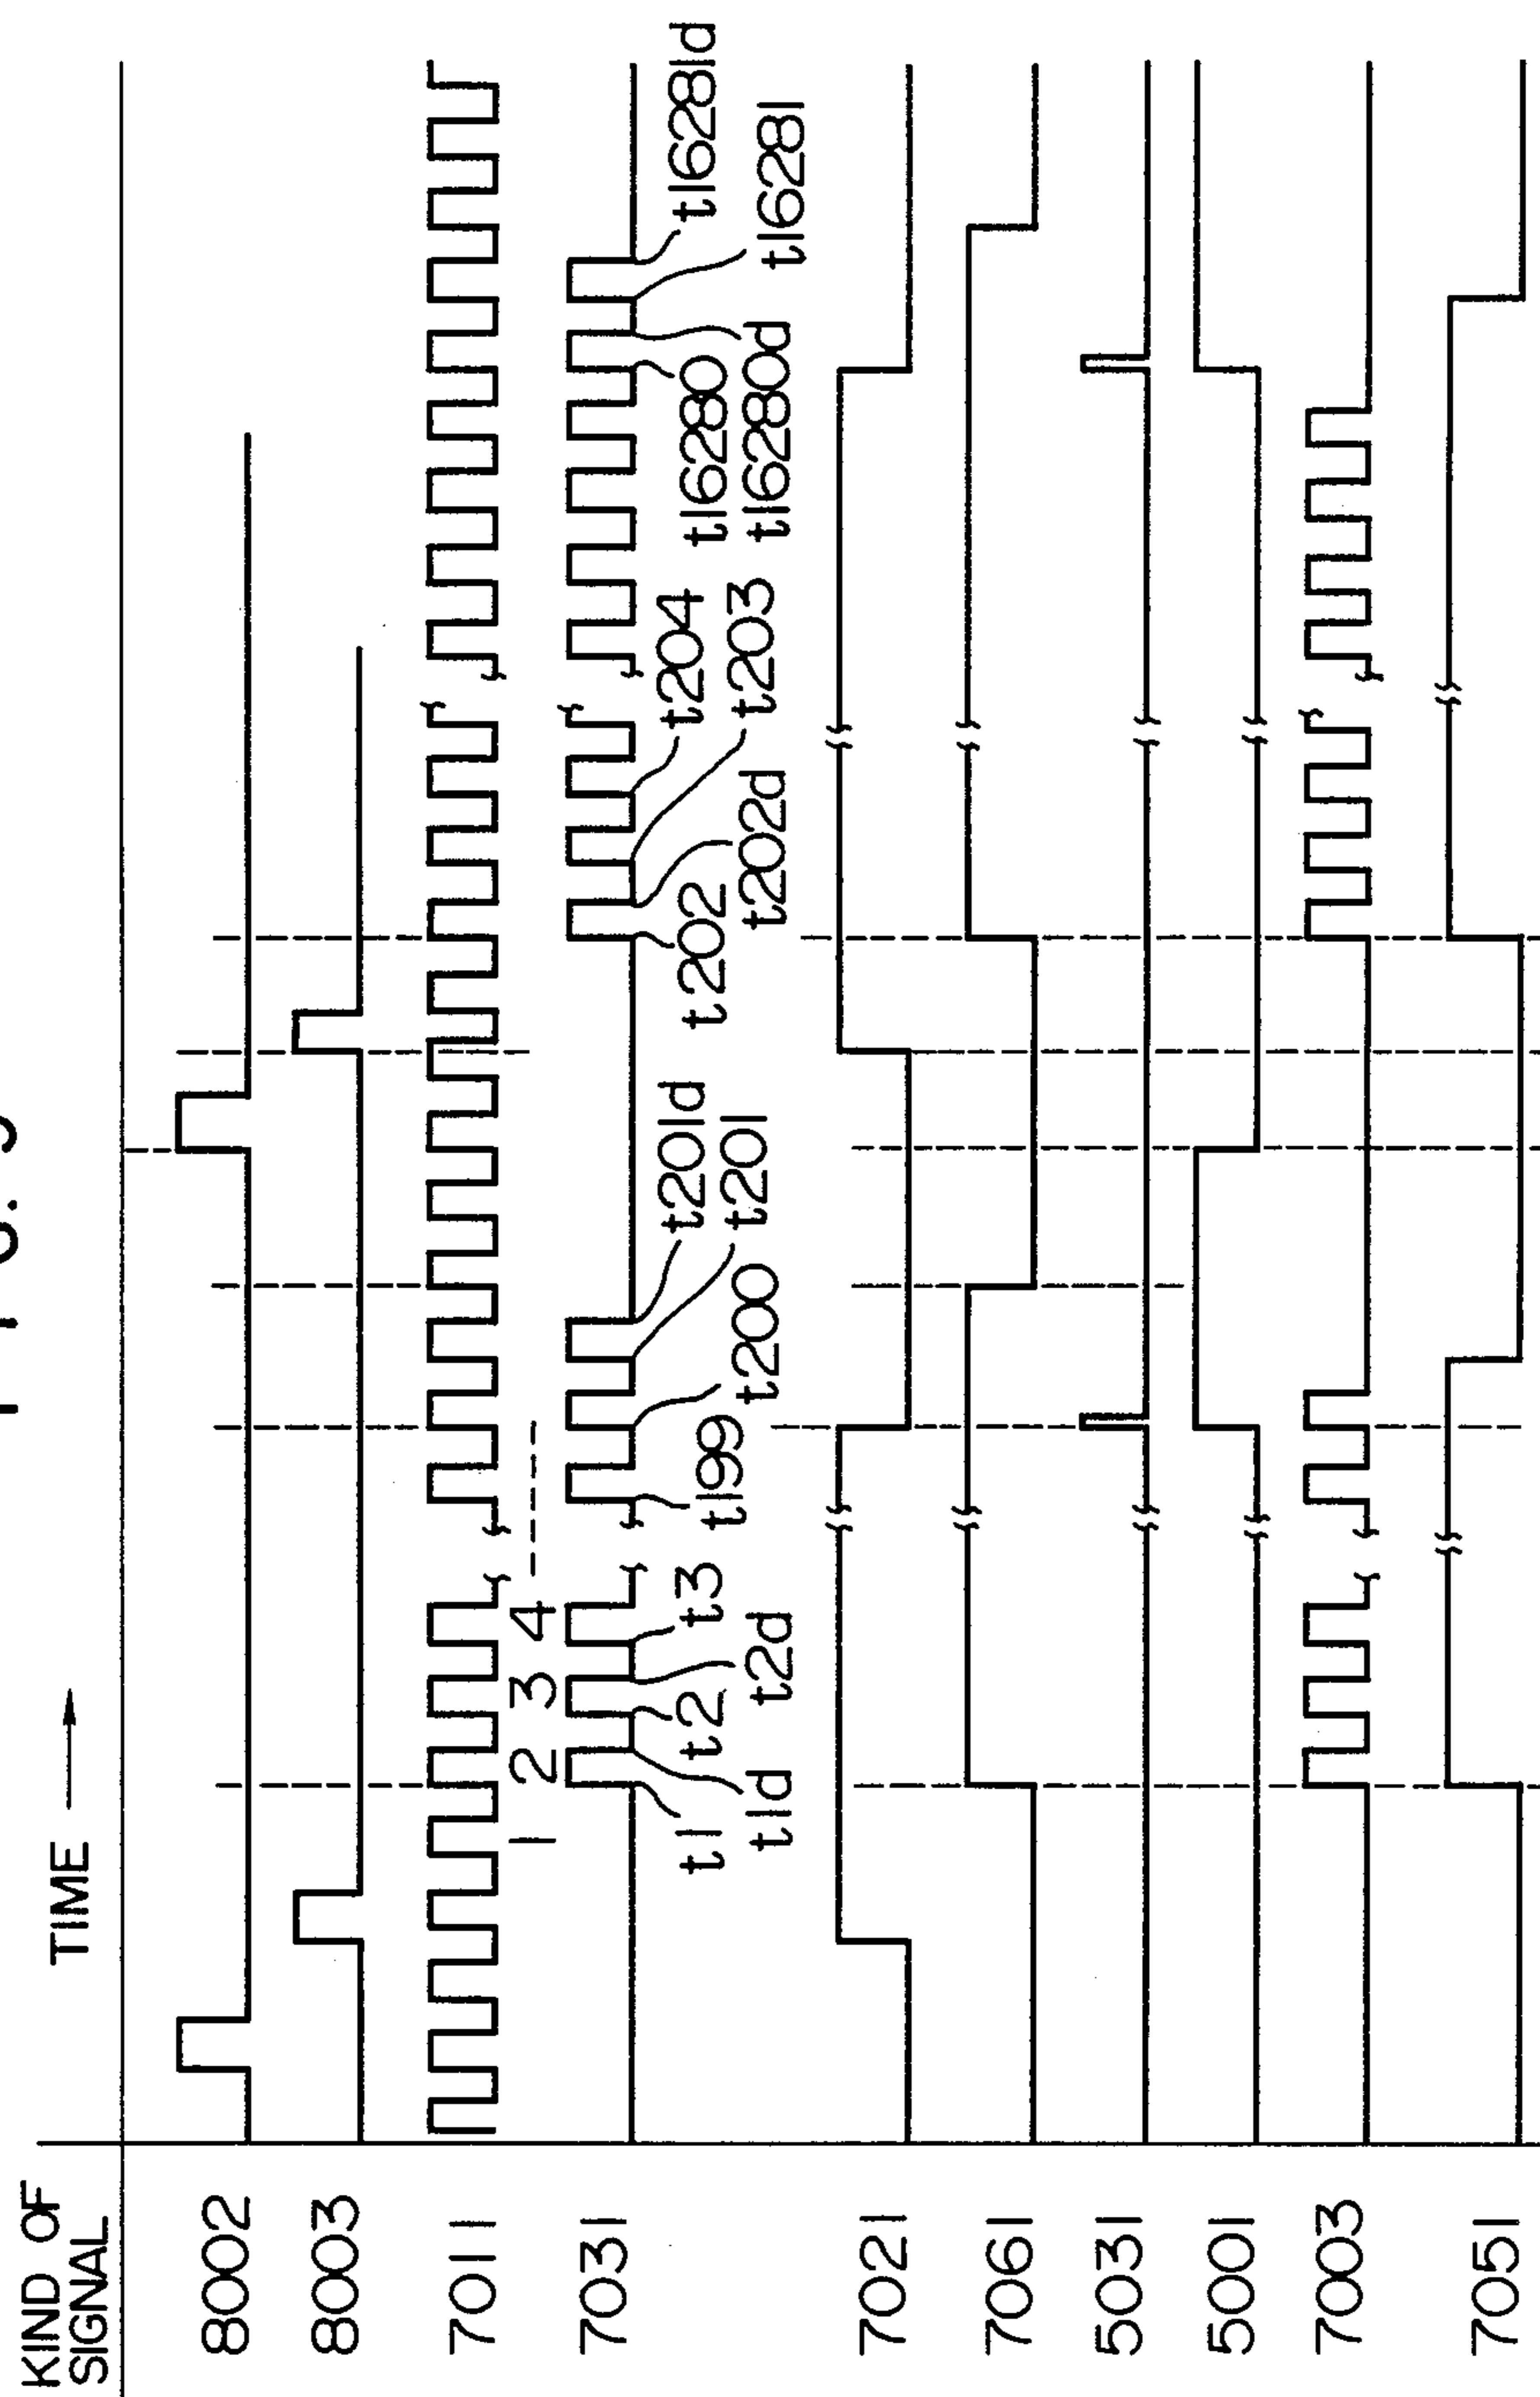 TIME
KIND OF
SIGNAL
8002
8003
7011
1 2 3 4
7031
t1 t2 t3 t199 t201d t202 t204 t16280 t16281d
t1d t2d t200 t201 t202d t203 t16280d t16281
7021
7061
5031
5001
7003
7051